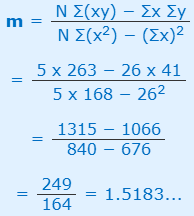 m = N Σ(xy) − Σx Σy / N Σ(x²) − (Σx)²
= 5 x 263 − 26 x 41 / 5 x 168 − 26²
= 1315 − 1066 / 840 − 676
= 249 / 164 = 1.5183...